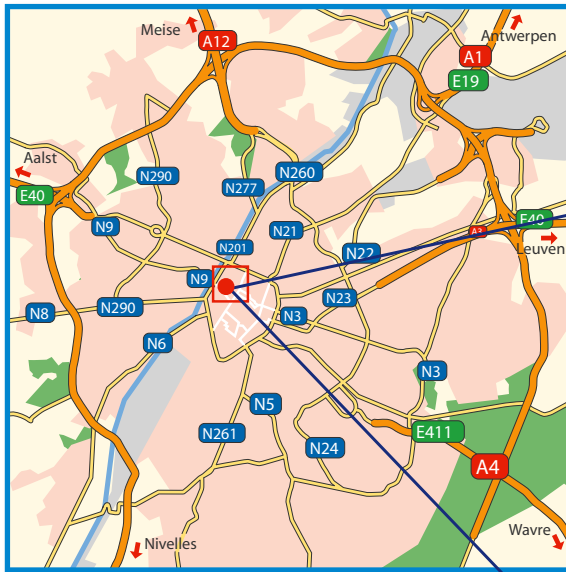 Meise
A12
Antwerpen
A1
E19
Aalst
N290
N260
N277
E40
N9
N21
N201
A3
E40
N22
Leuven
N9
N290
N23
N8
N3
N6
N3
N5
N261
E411
N24
A4
Wavre
Nivelles